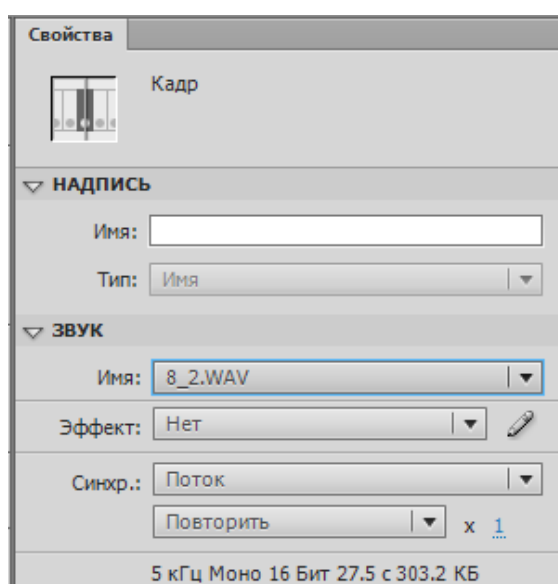 Свойства
Кадр
НАДПИСЬ
Имя:
Тип: Имя
ЗВУК
Имя: 8_2.WAV
Эффект: Нет
Синхр.: Поток
Повторить x 1
5 кГц Моно 16 Бит 27.5 с 303.2 КБ